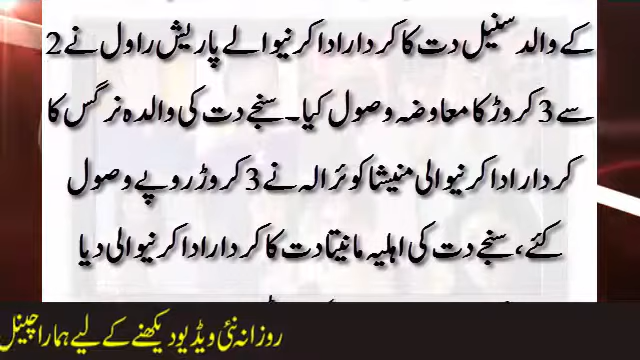 کے والد سنیل دت کا کردار ادا کرنیوالے پاریش راول نے 2
سے 3 کروڑ کا معاوضہ وصول کیا۔ سنجے دت کی والدہ نرگس کا
کردار ادا کرنیوالی منیشا کوئرالہ نے 3 کروڑ روپے وصول
کئے، سنجے دت کی اہلیہ مانیتا دت کا کردار ادا کرنیوالی دیا
روزانہ نئی ویڈیو دیکھنے کے لیے ہمارا چینل